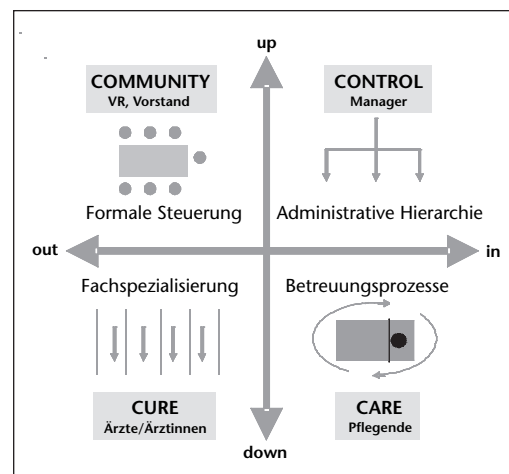 up
COMMUNITY
VR, Vorstand
CONTROL
Manager
Formale Steuerung
Administrative Hierarchie
out
in
Fachspezialisierung
Betreuungsprozesse
CURE
Ärzte/Ärztinnen
CARE
Pflegende
down